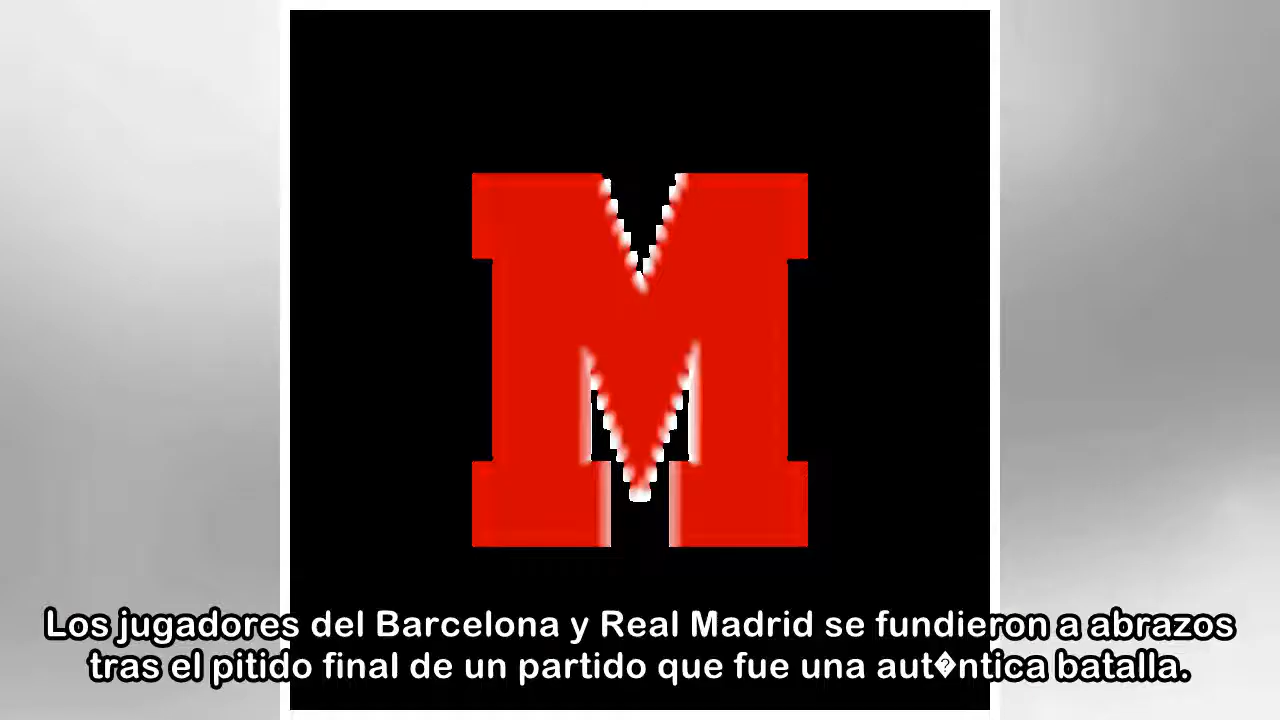 M
Los jugadores del Barcelona y Real Madrid se fundieron a abrazos
tras el pitido final de un partido que fue una aut�ntica batalla.